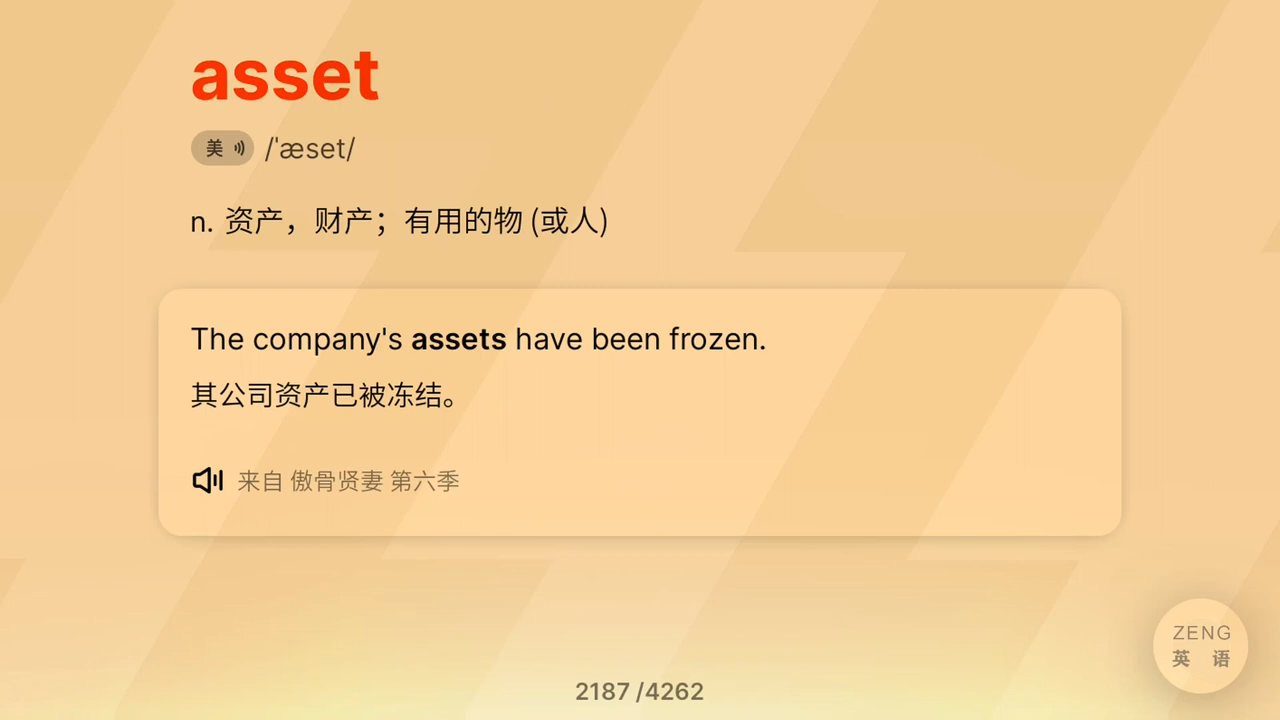 asset
美 /ˈæset/
n. 资产，财产；有用的物 (或人)
The company's assets have been frozen.
其公司资产已被冻结。
来自 傲骨贤妻 第六季
ZENG
英 语
2187 /4262